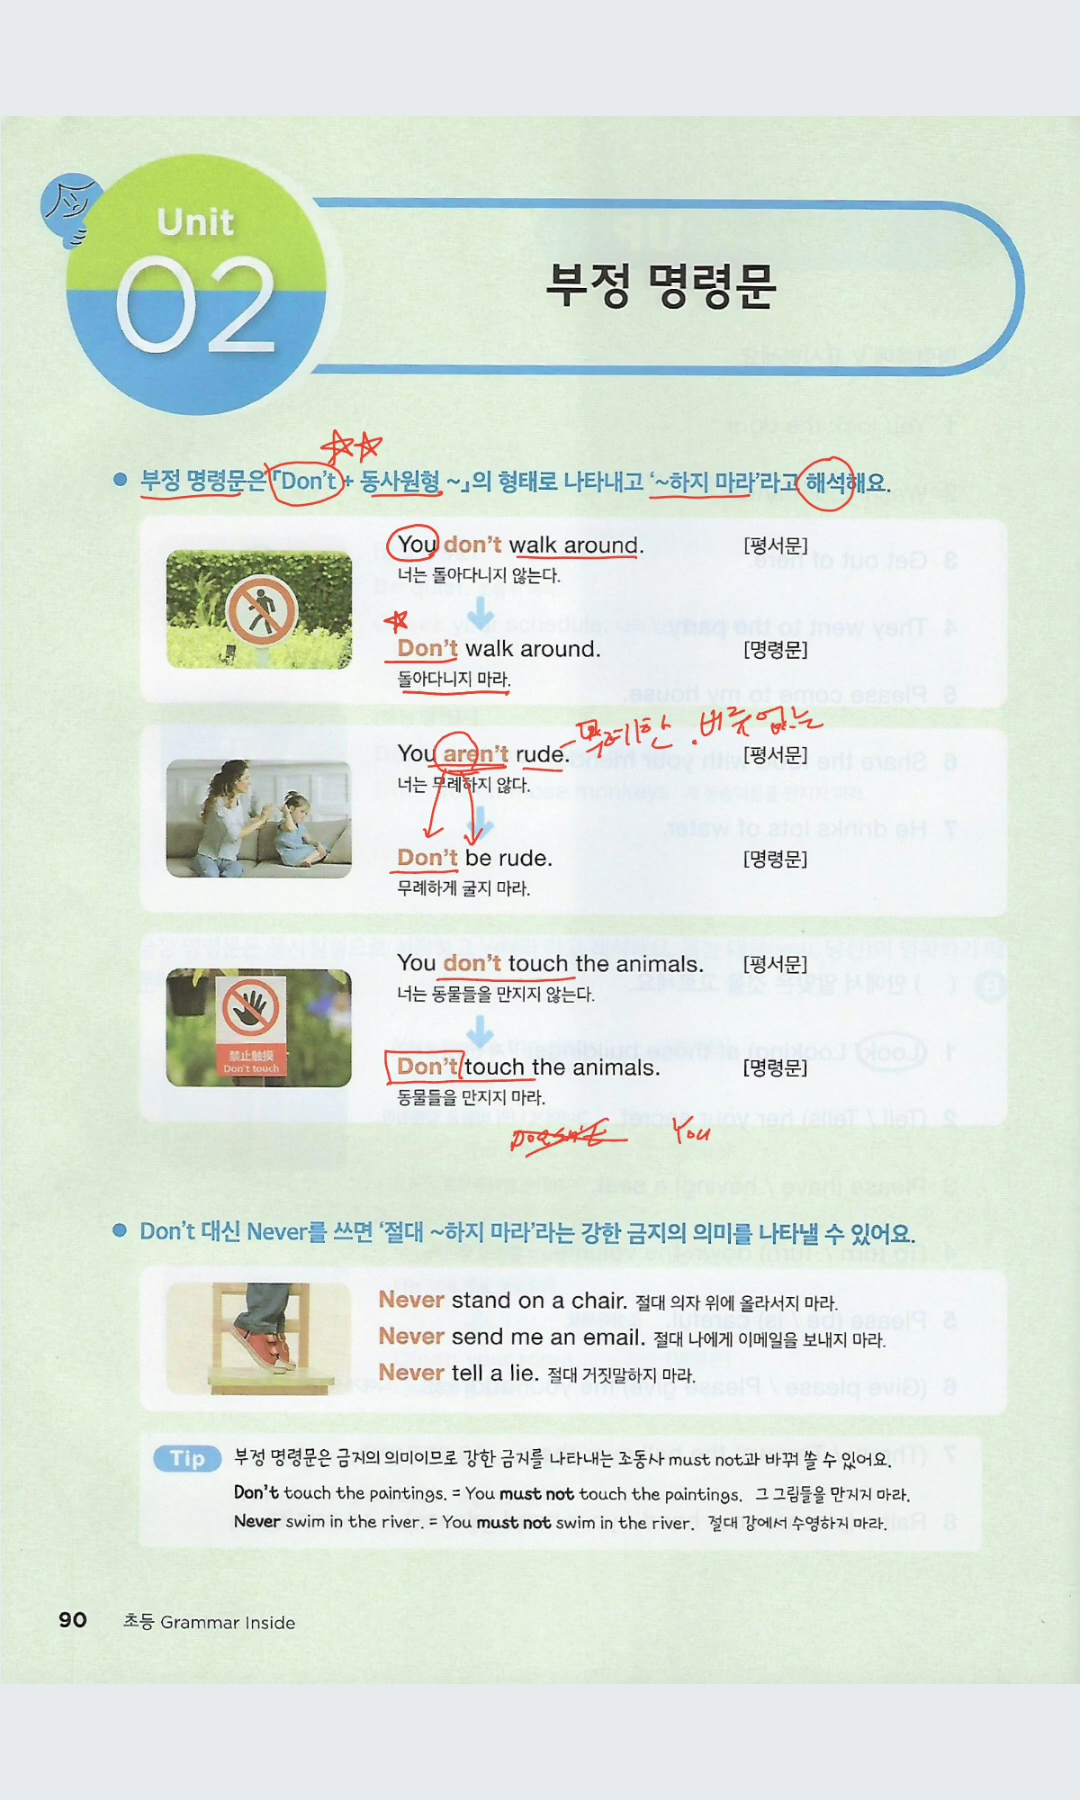 Unit
02
부정 명령문
부정 명령문은 「Don't + 동사원형 ~」의 형태로 나타내고 '~하지 마라'라고 해석해요.
You don't walk around. [평서문]
너는 돌아다니지 않는다.
Don't walk around. [명령문]
돌아다니지 마라.
무례한. 버릇없는
You aren't rude. [평서문]
너는 무례하지 않다.
Don't be rude. [명령문]
무례하게 굴지 마라.
You don't touch the animals. [평서문]
너는 동물들을 만지지 않는다.
禁止触摸
Don't touch
Don't touch the animals. [명령문]
동물들을 만지지 마라.
Doesn't You
Don't 대신 Never를 쓰면 '절대 ~하지 마라'라는 강한 금지의 의미를 나타낼 수 있어요.
Never stand on a chair. 절대 의자 위에 올라서지 마라.
Never send me an email. 절대 나에게 이메일을 보내지 마라.
Never tell a lie. 절대 거짓말하지 마라.
Tip 부정 명령문은 금지의 의미이므로 강한 금지를 나타내는 조동사 must not과 바꿔 쓸 수 있어요.
Don't touch the paintings. = You must not touch the paintings. 그 그림들을 만지지 마라.
Never swim in the river. = You must not swim in the river. 절대 강에서 수영하지 마라.
90 초등 Grammar Inside